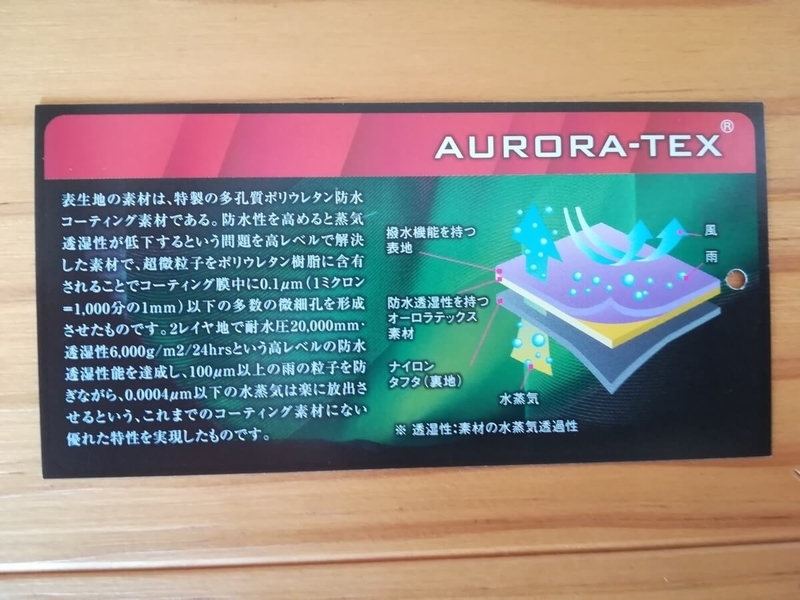 AURORA-TEX®
表生地の素材は、特製の多孔質ポリウレタン防水
コーティング素材である。防水性を高めると蒸気
透湿性が低下するという問題を高レベルで解決
した素材で、超微粒子をポリウレタン樹脂に含有
されることでコーティング膜中に0.1μm(1ミクロン
=1,000分の1mm)以下の多数の微細孔を形成
させたものです。2レイヤ地で耐水圧20,000mm・
透湿性6,000g/m2/24hrsという高レベルの防水
透湿性能を達成し、100μm以上の雨の粒子を防
ぎながら、0.0004μm以下の水蒸気は楽に放出さ
せるという、これまでのコーティング素材にない
優れた特性を実現したものです。
撥水機能を持つ
表地
防水透湿性を持つ
オーロラテックス
素材
ナイロン
タフタ(裏地)
水蒸気
風
雨
※ 透湿性:素材の水蒸気透過性